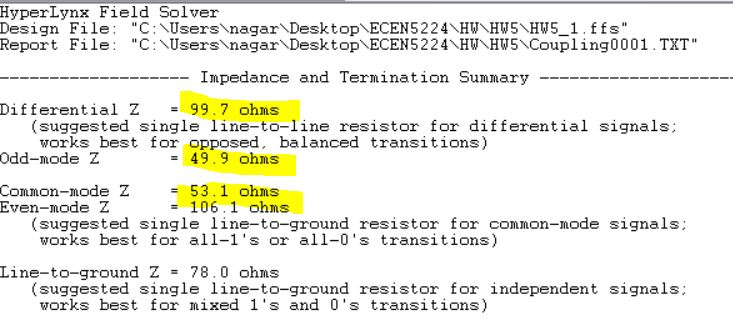 HyperLynx Field Solver
Design File: "C:\Users\nagar\Desktop\ECEN5224\HW\HW5\HW5_1.ffs"
Report File: "C:\Users\nagar\Desktop\ECEN5224\HW\HW5\Coupling0001.TXT"
------------------- Impedance and Termination Summary --------------------
Differential Z = 99.7 ohms
(suggested single line-to-line resistor for differential signals;
works best for opposed, balanced transitions)
Odd-mode Z = 49.9 ohms
Common-mode Z = 53.1 ohms
Even-mode Z = 106.1 ohms
(suggested single line-to-ground resistor for common-mode signals;
works best for all-1's or all-0's transitions)
Line-to-ground Z = 78.0 ohms
(suggested single line-to-ground resistor for independent signals;
works best for mixed 1's and 0's transitions)